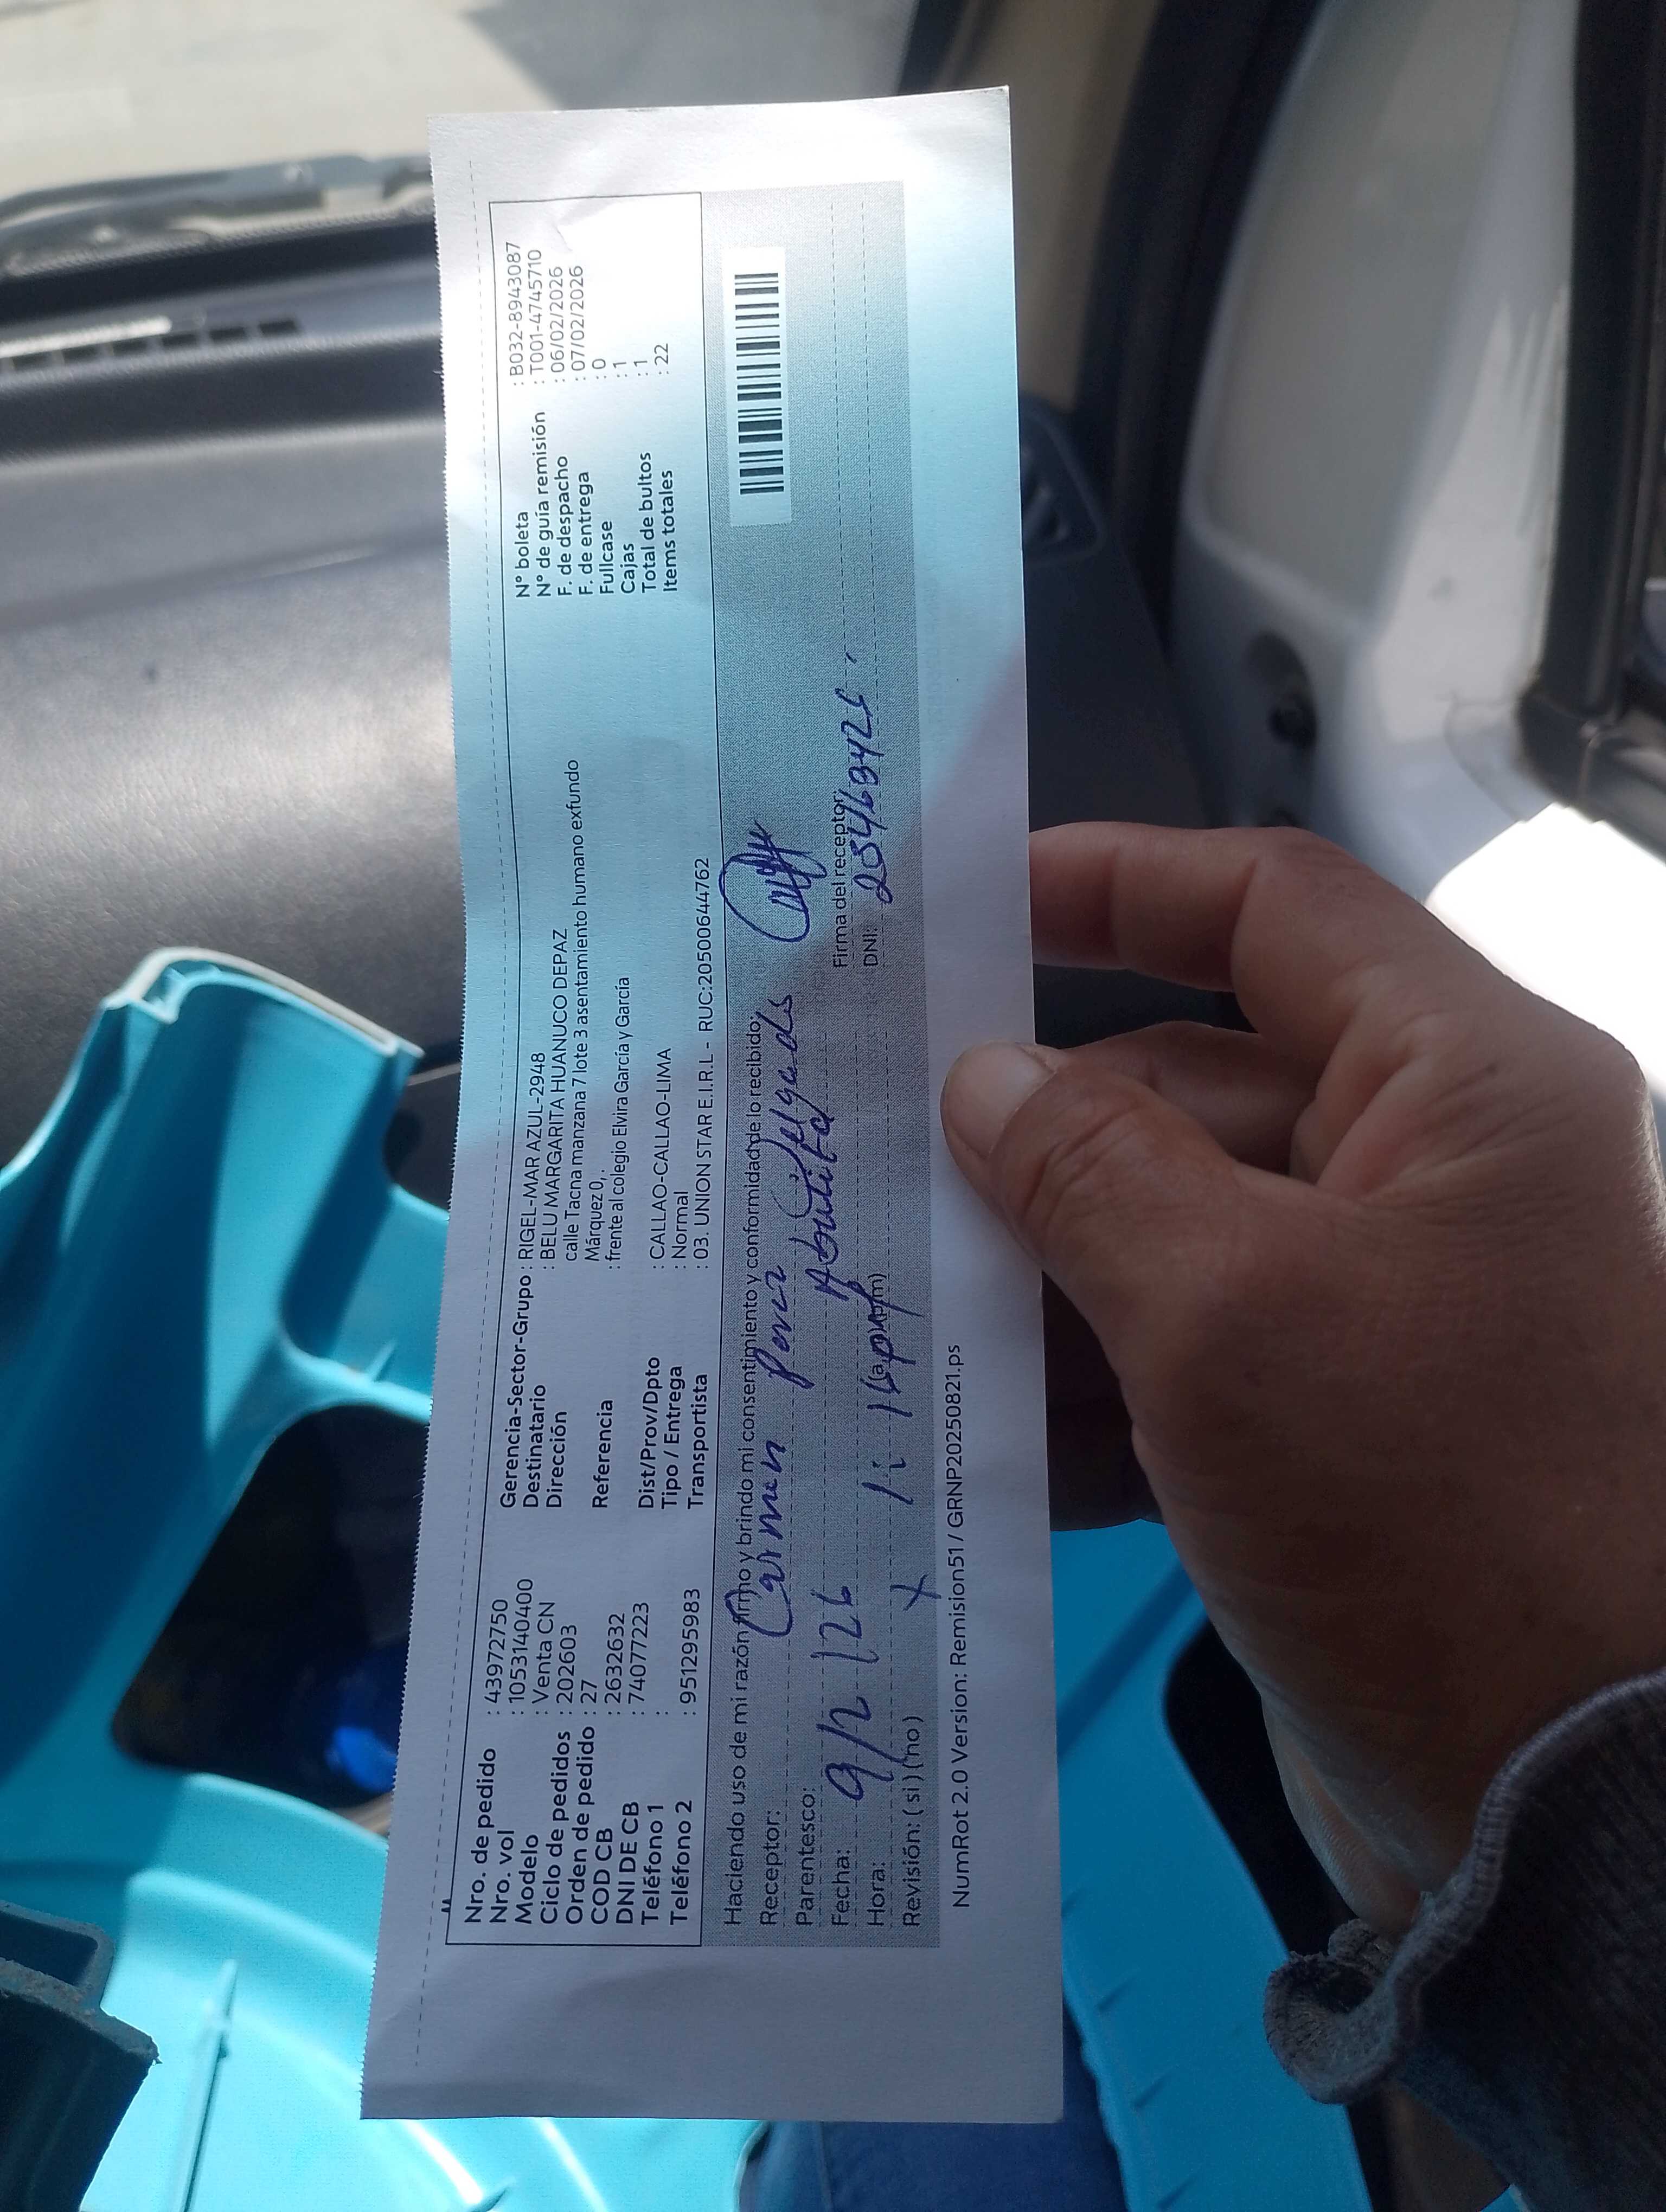 Nro. de pedido : 43972750
Nro. vol : 1053140400
Modelo : Venta CN
Ciclo de pedidos : 202603
Orden de pedido : 27
COD CB : 2632632
DNI DE CB : 74077223
Teléfono 1 :
Teléfono 2 : 951295983
Gerencia-Sector-Grupo : RIGEL-MAR AZUL-2948
Destinatario : BELU MARGARITA HUANUCO DEPAZ
Dirección calle Tacna manzana 7 lote 3 asentamiento humano exfundo
Márquez 0,.
Referencia : frente al colegio Elvira García y García
Dist/Prov/Dpto : CALLAO-CALLAO-LIMA
Tipo / Entrega : Normal
Transportista : 03. UNION STAR E.I.R.L - RUC:20500644762
N° boleta : B032-8943087
N° de guía remisión : T001-4745710
F. de despacho : 06/02/2026
F. de entrega : 07/02/2026
Fullcase : 0
Cajas : 1
Total de bultos : 1
Items totales : 22
Haciendo uso de mi razón firmo y brindo mi consentimiento y conformidad de lo recibido:
Receptor: Carmen
Parentesco: Abuelita
Fecha: 9/2/26
Hora: (am/pm)
Revisión: ( si ) ( no ) X
Firma del receptor:
DNI:
NumRot 2.0 Version: Remision51 / GRNP20250821.ps